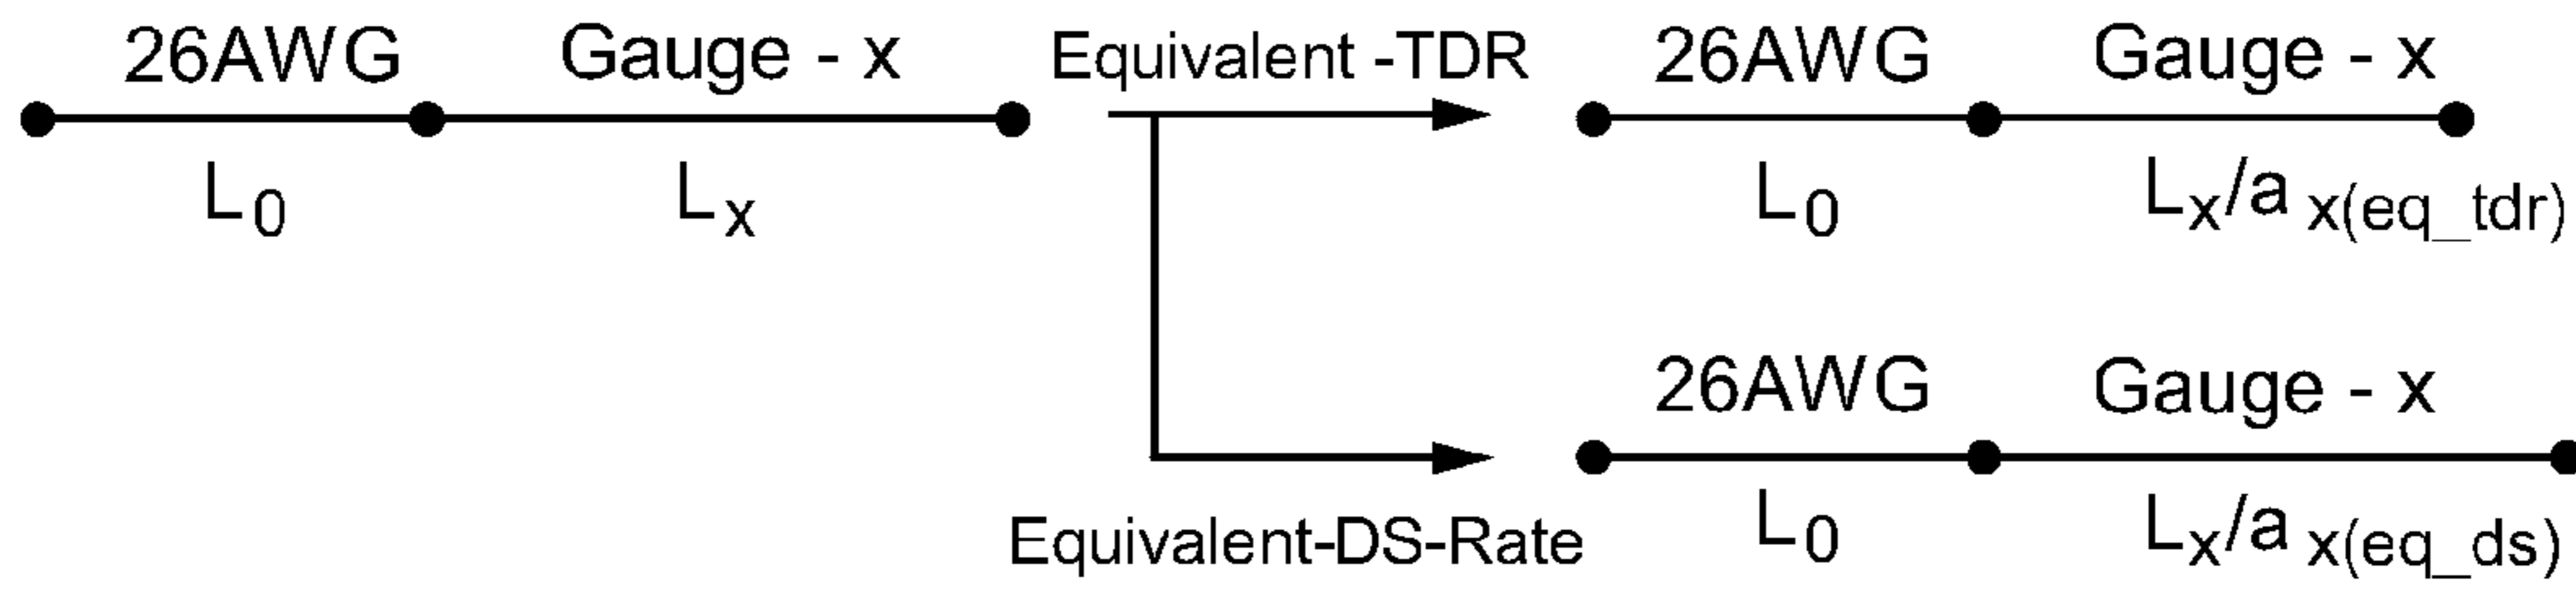 26AWG Gauge - x Equivalent -TDR 26AWG Gauge - x
L0 Lx L0 Lx/a x(eq_tdr)
26AWG Gauge - x
Equivalent-DS-Rate L0 Lx/a x(eq_ds)